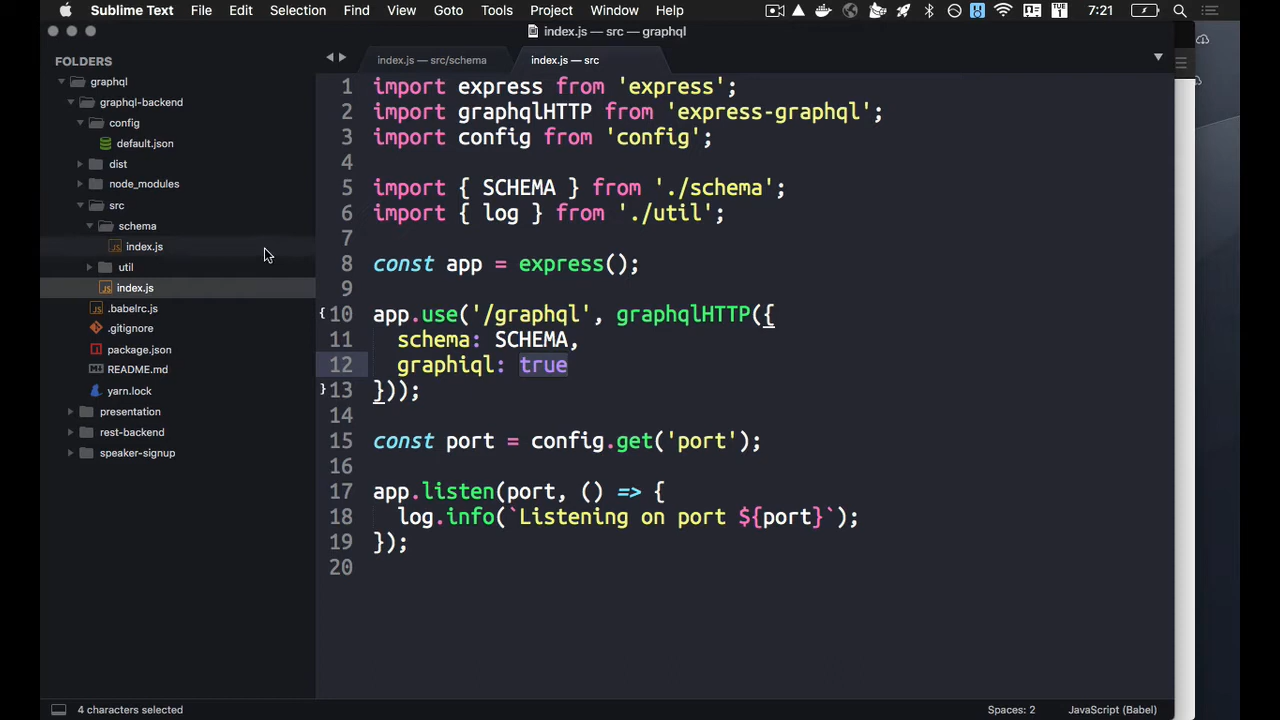 Sublime Text File Edit Selection Find View Goto Tools Project Window Help TUE 1 7:21
index.js — src — graphql
FOLDERS
graphql
graphql-backend
config
default.json
dist
node_modules
src
schema
index.js
util
index.js
.babelrc.js
.gitignore
package.json
README.md
yarn.lock
presentation
rest-backend
speaker-signup
index.js — src/schema
index.js — src
1 import express from 'express';
2 import graphqlHTTP from 'express-graphql';
3 import config from 'config';
4
5 import { SCHEMA } from './schema';
6 import { log } from './util';
7
8 const app = express();
9
10 app.use('/graphql', graphqlHTTP({
11 schema: SCHEMA,
12 graphiql: true
13 }));
14
15 const port = config.get('port');
16
17 app.listen(port, () => {
18 log.info(`Listening on port ${port}`);
19 });
20
4 characters selected
Spaces: 2
JavaScript (Babel)